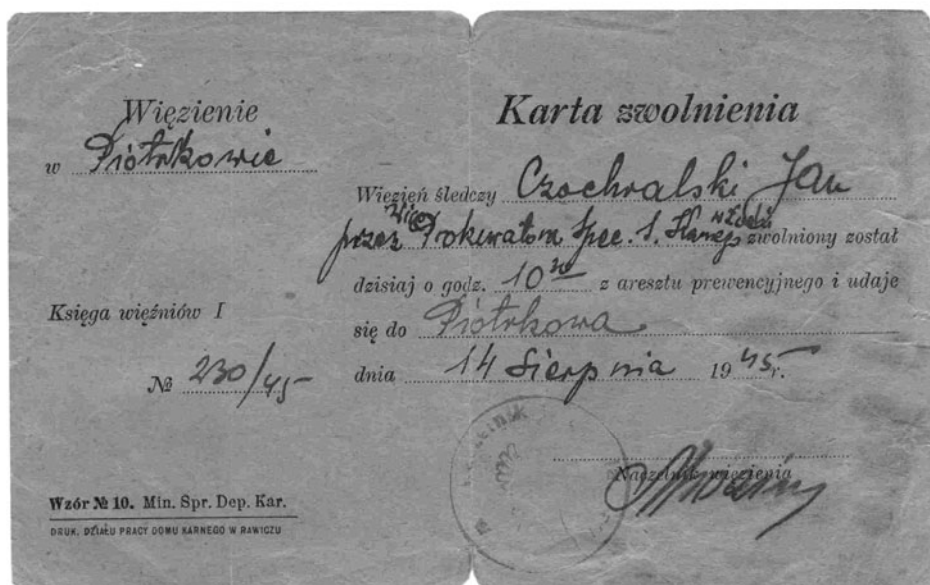 Więzienie
w Piotrkowie
Księga więźniów I
№ 230/45
Wzór № 10. Min. Spr. Dep. Kar.
DRUK. DZIAŁU PRACY DOMU KARNEGO W RAWICZU
Karta zwolnienia
Więzień śledczy Czochralski Jan
Wice w Łodzi
przez Prokuratora Spec. S. Karnego zwolniony został
dzisiaj o godz. 10 z aresztu prewencyjnego i udaje
się do Piotrkowa
dnia 14 Sierpnia 1945 r.
Naczelnik więzienia